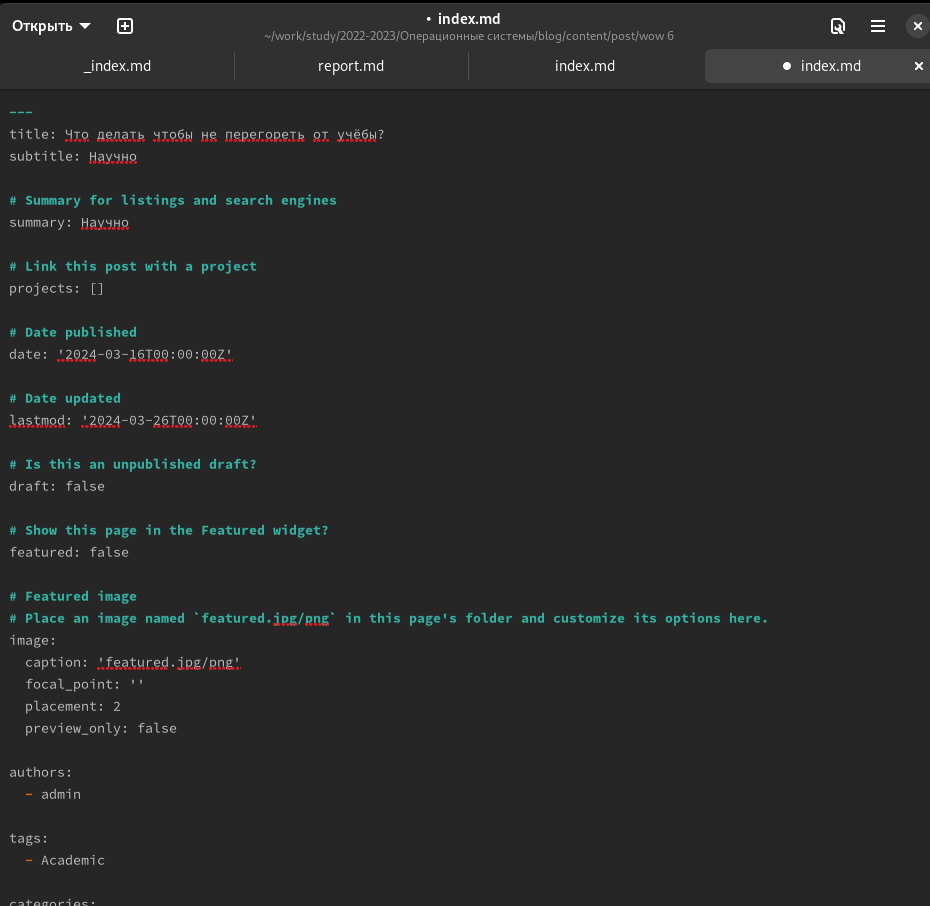 Открыть
• index.md
~/work/study/2022-2023/Операционные системы/blog/content/post/wow 6
_index.md
report.md
index.md
● index.md
---
title: Что делать чтобы не перегореть от учёбы?
subtitle: Научно
# Summary for listings and search engines
summary: Научно
# Link this post with a project
projects: []
# Date published
date: '2024-03-16T00:00:00Z'
# Date updated
lastmod: '2024-03-26T00:00:00Z'
# Is this an unpublished draft?
draft: false
# Show this page in the Featured widget?
featured: false
# Featured image
# Place an image named `featured.jpg/png` in this page's folder and customize its options here.
image:
  caption: 'featured.jpg/png'
  focal_point: ''
  placement: 2
  preview_only: false
authors:
  - admin
tags:
  - Academic
categories: